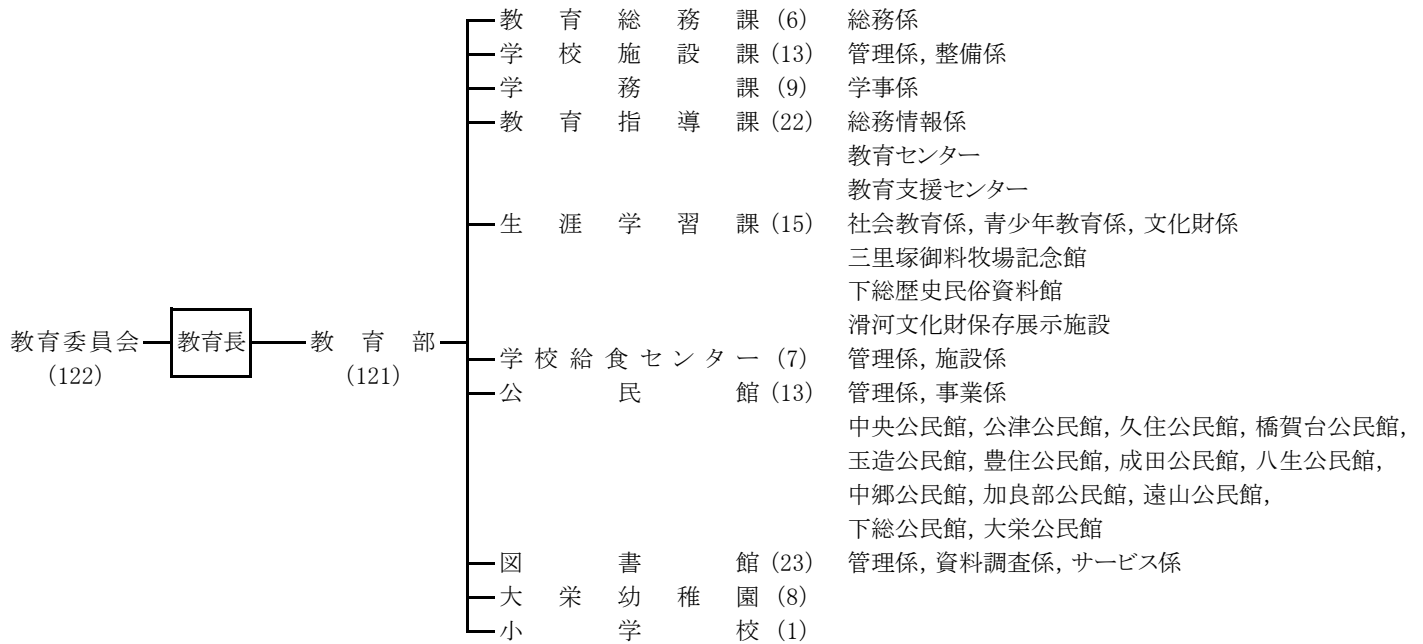 教育総務課 (6) 総務係
学校施設課 (13) 管理係, 整備係
学務課 (9) 学事係
教育指導課 (22) 総務情報係
教育センター
教育支援センター
生涯学習課 (15) 社会教育係, 青少年教育係, 文化財係
三里塚御料牧場記念館
下総歴史民俗資料館
滑河文化財保存展示施設
教育委員会 教育長 教育部
(122) (121)
学校給食センター (7) 管理係, 施設係
公民館 (13) 管理係, 事業係
中央公民館, 公津公民館, 久住公民館, 橋賀台公民館,
玉造公民館, 豊住公民館, 成田公民館, 八生公民館,
中郷公民館, 加良部公民館, 遠山公民館,
下総公民館, 大栄公民館
図書館 (23) 管理係, 資料調査係, サービス係
大栄幼稚園 (8)
小学校 (1)